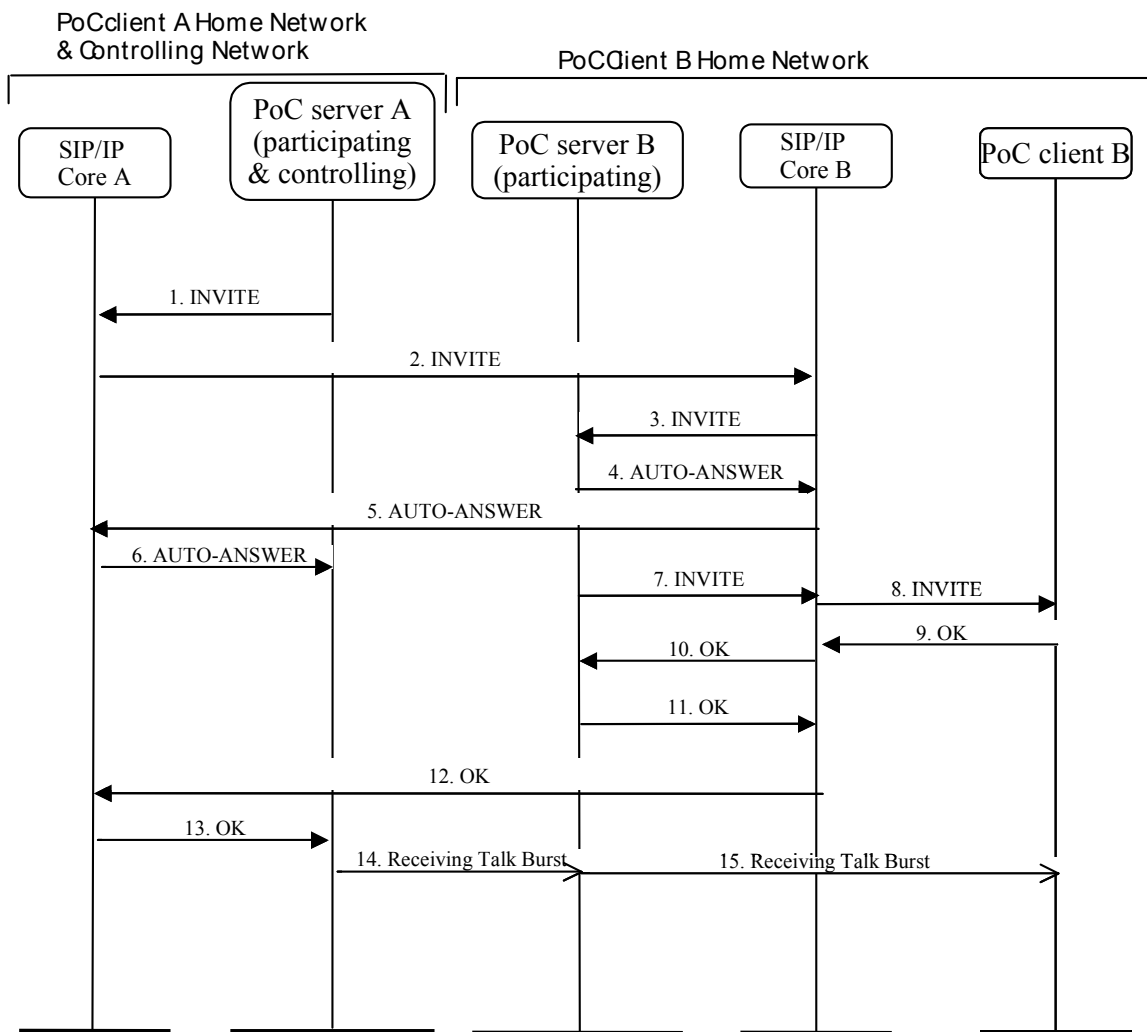 PoCclient A Home Network
& Controlling Network
PoCClient B Home Network
SIP/IP
Core A
PoC server A
(participating
& controlling)
PoC server B
(participating)
SIP/IP
Core B
PoC client B
1. INVITE
2. INVITE
3. INVITE
4. AUTO-ANSWER
5. AUTO-ANSWER
6. AUTO-ANSWER
7. INVITE
8. INVITE
9. OK
10. OK
11. OK
12. OK
13. OK
14. Receiving Talk Burst
15. Receiving Talk Burst